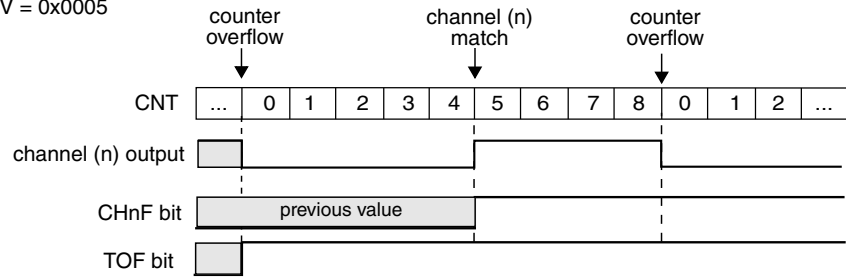 V = 0x0005
counter overflow
channel (n) match
counter overflow
CNT ... 0 1 2 3 4 5 6 7 8 0 1 2 ...
channel (n) output
CHnF bit previous value
TOF bit